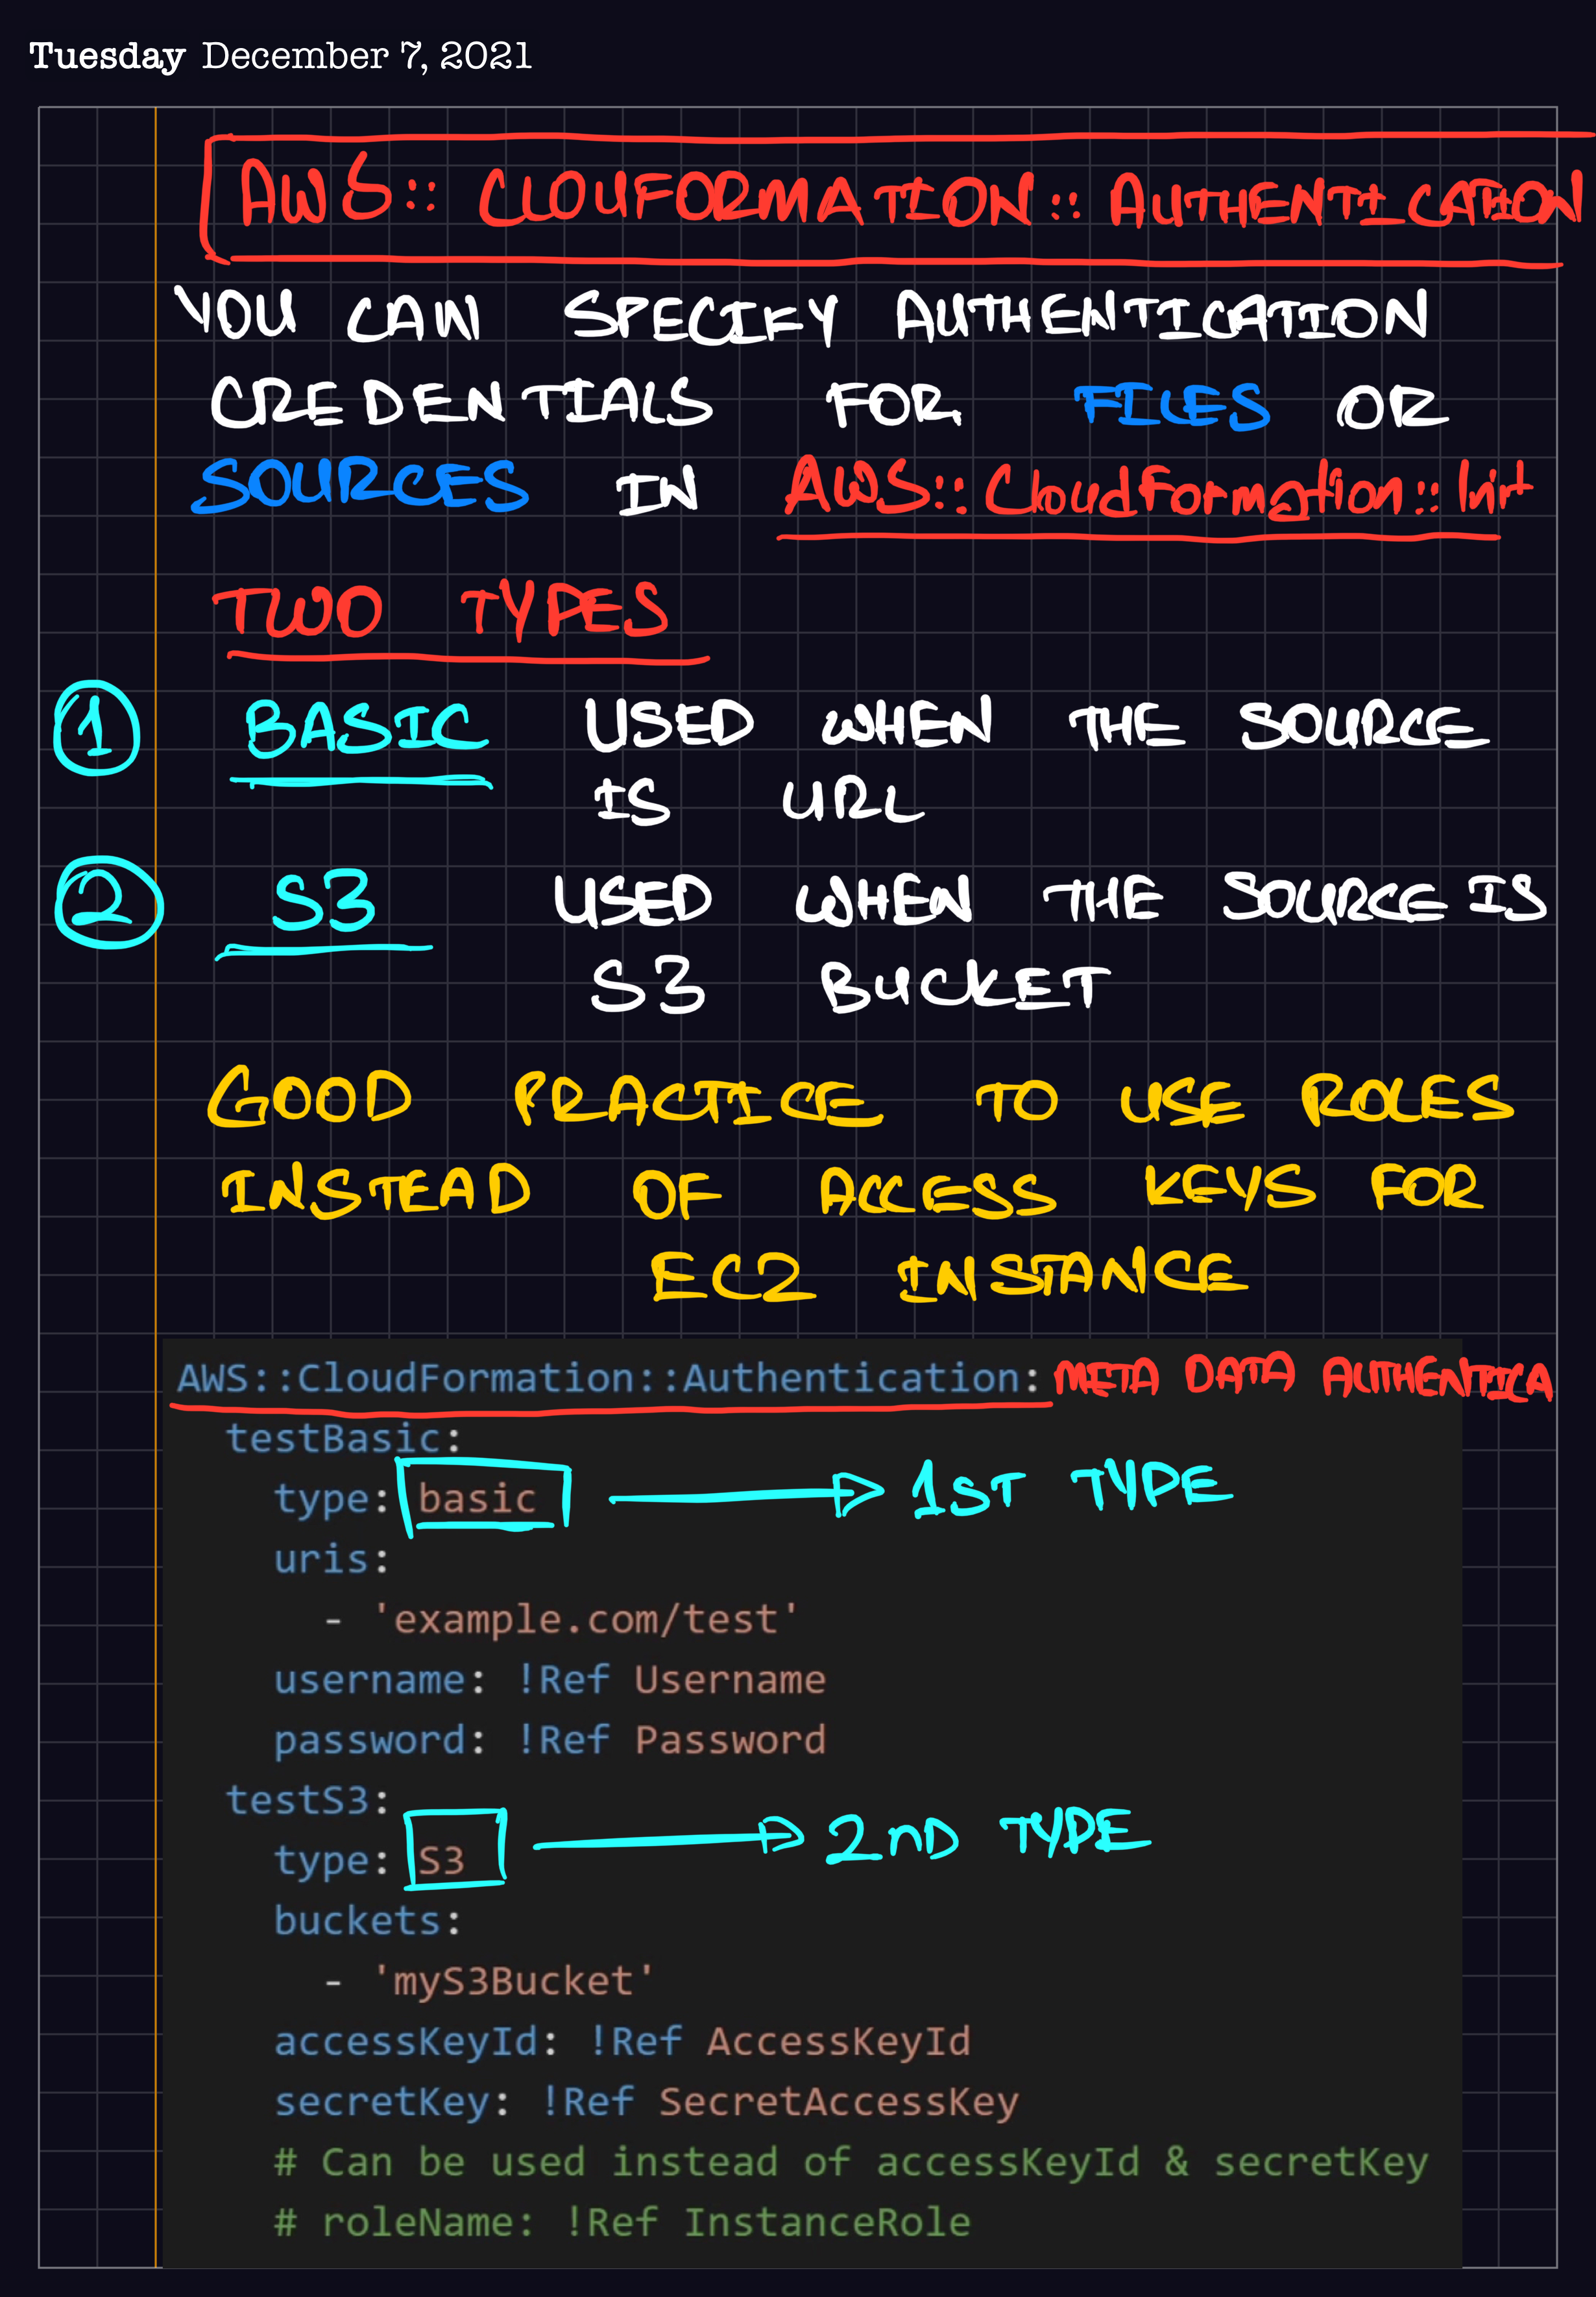 Tuesday December 7, 2021
AWS:: CLOUFORMATION:: AUTHENTICATION
YOU CAN SPECIFY AUTHENTICATION
CREDENTIALS FOR FILES OR
SOURCES IN AWS::CloudFormation::Init
TWO TYPES
1 BASIC USED WHEN THE SOURCE
IS URL
2 S3 USED WHEN THE SOURCE IS
S3 BUCKET
GOOD PRACTICE TO USE ROLES
INSTEAD OF ACCESS KEYS FOR
EC2 INSTANCE
AWS::CloudFormation::Authentication: META DATA AUTHENTICA
testBasic:
type: basic 1ST TYPE
uris:
- 'example.com/test'
username: !Ref Username
password: !Ref Password
testS3:
type: S3 2ND TYPE
buckets:
- 'myS3Bucket'
accessKeyId: !Ref AccessKeyId
secretKey: !Ref SecretAccessKey
# Can be used instead of accessKeyId & secretKey
# roleName: !Ref InstanceRole